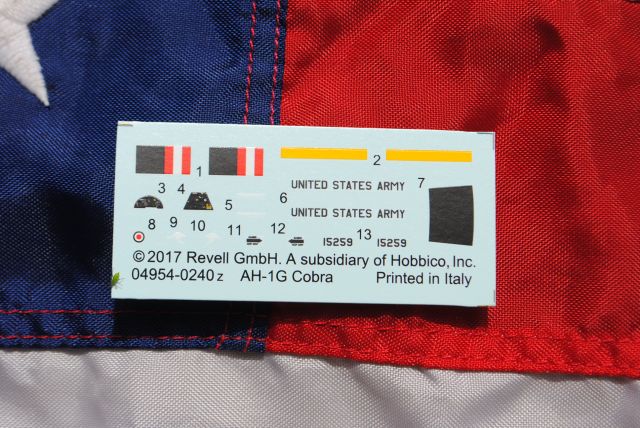 1
2
3 4
5
6
7
UNITED STATES ARMY
UNITED STATES ARMY
8 9 10 11 12 13
15259 15259
© 2017 Revell GmbH. A subsidiary of Hobbico, Inc.
04954-0240 z AH-1G Cobra Printed in Italy